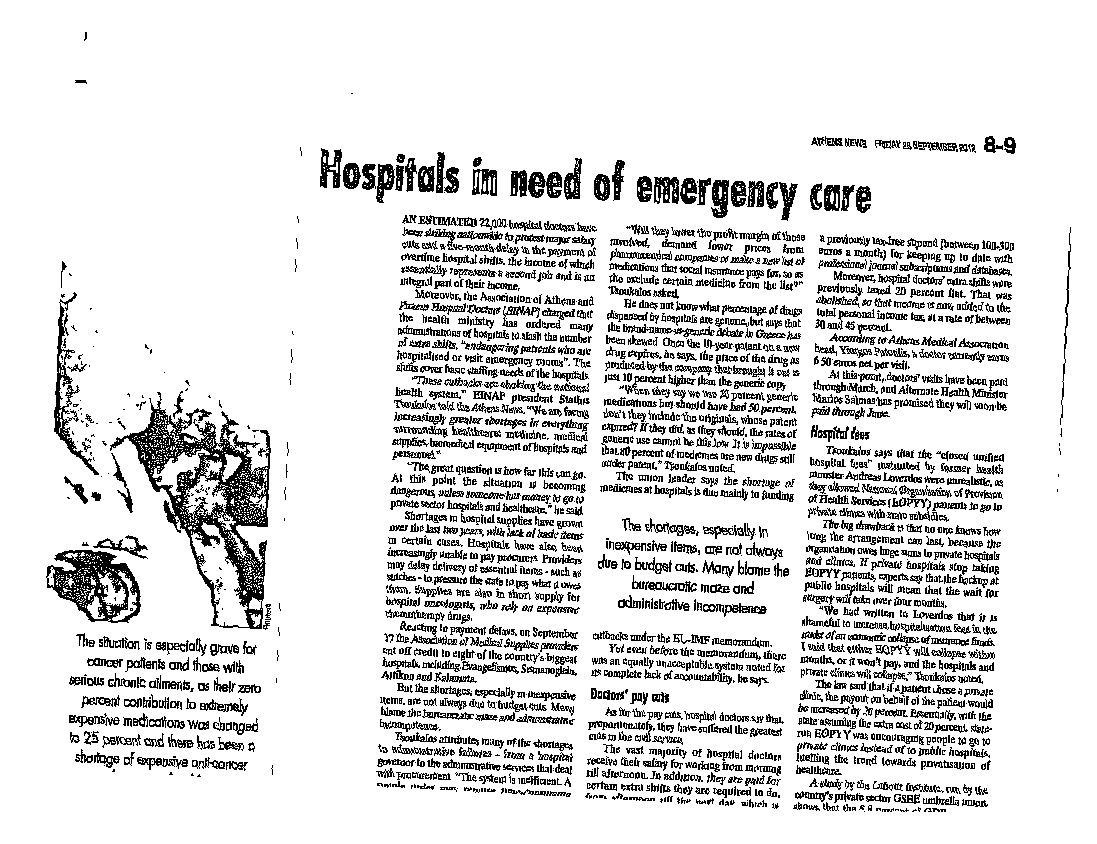 ATHENS NEWS FRIDAY 28, SEPTEMBER, 2012 8-9
Hospitals in need of emergency care
AN ESTIMATED 22,000 hospital doctors have
been striking nationwide to protest major salary
cuts and a five-month delay in the payment of
overtime hospital shifts, the income of which
essentially represents a second job and is an
integral part of their income.
Moreover, the Association of Athens and
Piraeus Hospital Doctors (EINAP) charged that
the health ministry has ordered many
administrations of hospitals to slash the number
of extra shifts, "endangering patients who are
hospitalised or visit emergency rooms". The
shifts cover basic staffing needs of the hospitals.
"These cutbacks are choking the national
health system," EINAP president Stathis
Tsoukalos told the Athens News. "We are facing
increasingly greater shortages in everything
surrounding healthcare: medicine, medical
supplies, biomedical equipment of hospitals and
personnel."
"The great question is how far this can go.
At this point the situation is becoming
dangerous, unless someone has money to go to
private sector hospitals and healthcare," he said
Shortages in hospital supplies have grown
over the last two years, with lack of basic items
in certain cases. Hospitals have also been
increasingly unable to pay procurers. Providers
may delay delivery of essential items - such as
stitches - to pressure the state to pay what it owes
them. Supplies are also in short supply for
hospital oncologists, who rely on expensive
chemotherapy drugs.
Reacting to payment delays, on September
17 the Association of Medical Supplies providers
cut off credit to eight of the country's biggest
hospitals, including Evangelismos, Sismanoglein,
Attikon and Kalamata.
But the shortages, especially in inexpensive
items, are not always due to budget cuts. Many
blame the bureaucratic maze and administrative
incompetence.
Tsoukalos attributes many of the shortages
to administrative failures - from a hospital
governor to the administrative services that deal
with procurement. "The system is inefficient. A
"Will they lower the profit margin of those
involved, demand lower prices from
pharmaceutical companies or make a new list of
medications that social insurance pays for, so as
to exclude certain medicine from the list?"
Tsoukalos asked.
He does not know what percentage of drugs
dispensed by hospitals are generic, but says that
the brand-name-vs-generic debate in Greece has
been skewed. Once the 10-year patent on a new
drug expires, he says, the price of the drug as
produced by the company that brought it out is
just 10 percent higher than the generic copy.
"When they say we use 25 percent generic
medications but should have had 50 percent,
don't they include the originals, whose patent
expired? If they did, as they should, the rates of
generic use cannot be this low. It is impossible
that 80 percent of medicines are new drugs still
under patent," Tsoukalos noted.
The union leader says the shortage of
medicines at hospitals is due mainly to funding
The shortages, especially in
inexpensive items, are not always
due to budget cuts. Many blame the
bureaucratic maze and
administrative incompetence
cutbacks under the EU-IMF memorandum.
Yet even before the memorandum, there
was an equally unacceptable system noted for
its complete lack of accountability, he says.
Doctors' pay cuts
As for the pay cuts, hospital doctors say that,
proportionately, they have suffered the greatest
cuts in the civil service.
The vast majority of hospital doctors
receive their salary for working from morning
till afternoon. In addition, they are paid for
certain extra shifts they are required to do,
from afternoon till the next day, which is
a previously tax-free stipend (between 100-300
euros a month) for keeping up to date with
professional journal subscriptions and databases.
Moreover, hospital doctors' extra shifts were
previously taxed 20 percent flat. That was
abolished, so that income is now added to the
total personal income tax, at a rate of between
30 and 45 percent.
According to Athens Medical Association
head, Yiorgos Patoulis, a doctor currently earns
6.50 euros net per visit.
At this point, doctors' visits have been paid
through March, and Alternate Health Minister
Marios Salmas has promised they will soon be
paid through June.
Hospital fees
Tsoukalos says that the "closed unified
hospital fees" instituted by former health
minister Andreas Loverdos were unrealistic, as
they allowed National Organisation of Provision
of Health Services (EOPYY) patients to go to
private clinics with state subsidies.
The big drawback is that no one knows how
long the arrangement can last, because the
organisation owes huge sums to private hospitals
and clinics. If private hospitals stop taking
EOPYY patients, experts say that the backup at
public hospitals will mean that the wait for
surgery will take over four months.
"We had written to Loverdos that it is
shameful to increase hospitalisation fees in the
midst of an economic collapse of insurance funds.
I said that either EOPYY will collapse within
months, or it won't pay, and the hospitals and
private clinics will collapse," Tsoukalos noted.
The law said that if a patient chose a private
clinic, the payout on behalf of the patient would
be increased by 20 percent. Essentially, with the
state assuming the extra cost of 20 percent, state-
run EOPYY was encouraging people to go to
private clinics instead of to public hospitals,
fuelling the trend towards privatisation of
healthcare.
A study by the Labour Institute, run by the
country's private sector GSEE umbrella union,
shows that the
The situation is especially grave for
cancer patients and those with
serious chronic ailments, as their zero
percent contribution to extremely
expensive medications was changed
to 25 percent and there has been a
shortage of expensive anti-cancer